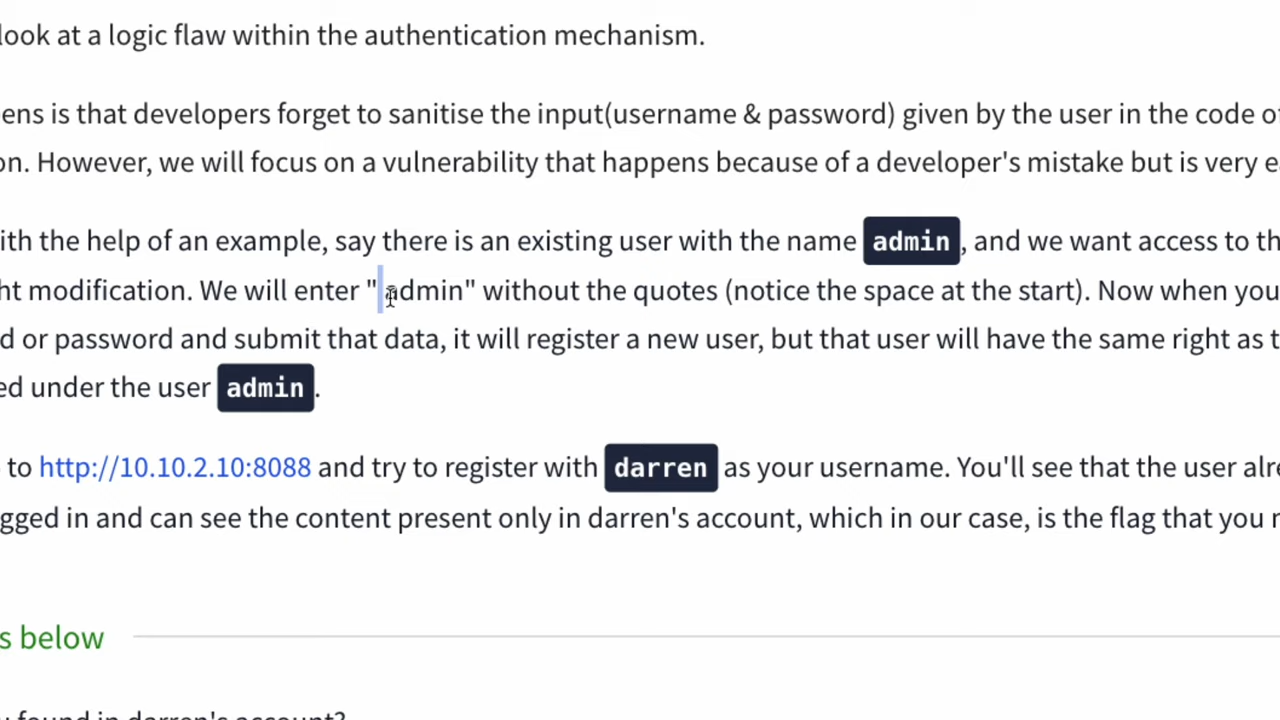 look at a logic flaw within the authentication mechanism.
ens is that developers forget to sanitise the input(username & password) given by the user in the code of
on. However, we will focus on a vulnerability that happens because of a developer's mistake but is very e
ith the help of an example, say there is an existing user with the name admin, and we want access to th
ht modification. We will enter " admin" without the quotes (notice the space at the start). Now when you
d or password and submit that data, it will register a new user, but that user will have the same right as t
ed under the user admin.
to http://10.10.2.10:8088 and try to register with darren as your username. You'll see that the user alre
gged in and can see the content present only in darren's account, which in our case, is the flag that you
s below
u found in darren's account?